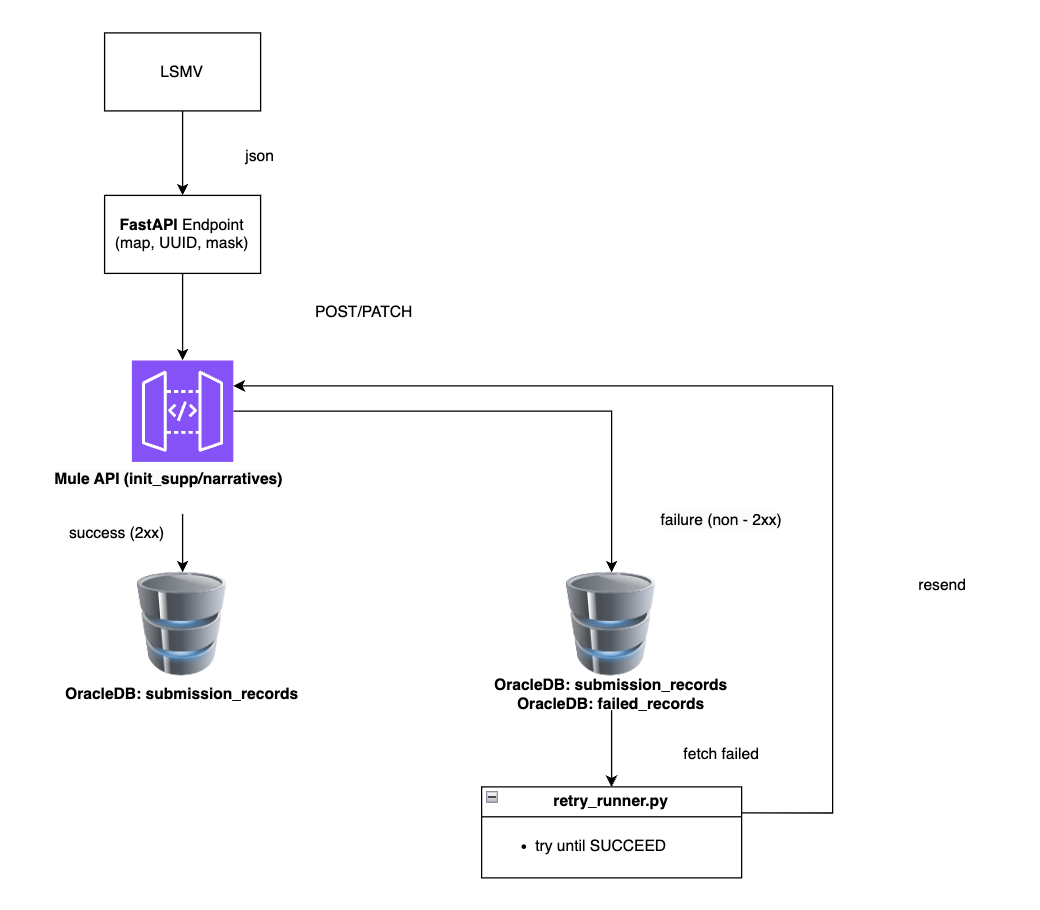 LSMV
json
FastAPI Endpoint
(map, UUID, mask)
POST/PATCH
</>
Mule API (init_supp/narratives)
success (2xx)
failure (non - 2xx)
resend
OracleDB: submission_records
OracleDB: submission_records
OracleDB: failed_records
fetch failed
retry_runner.py
• try until SUCCEED